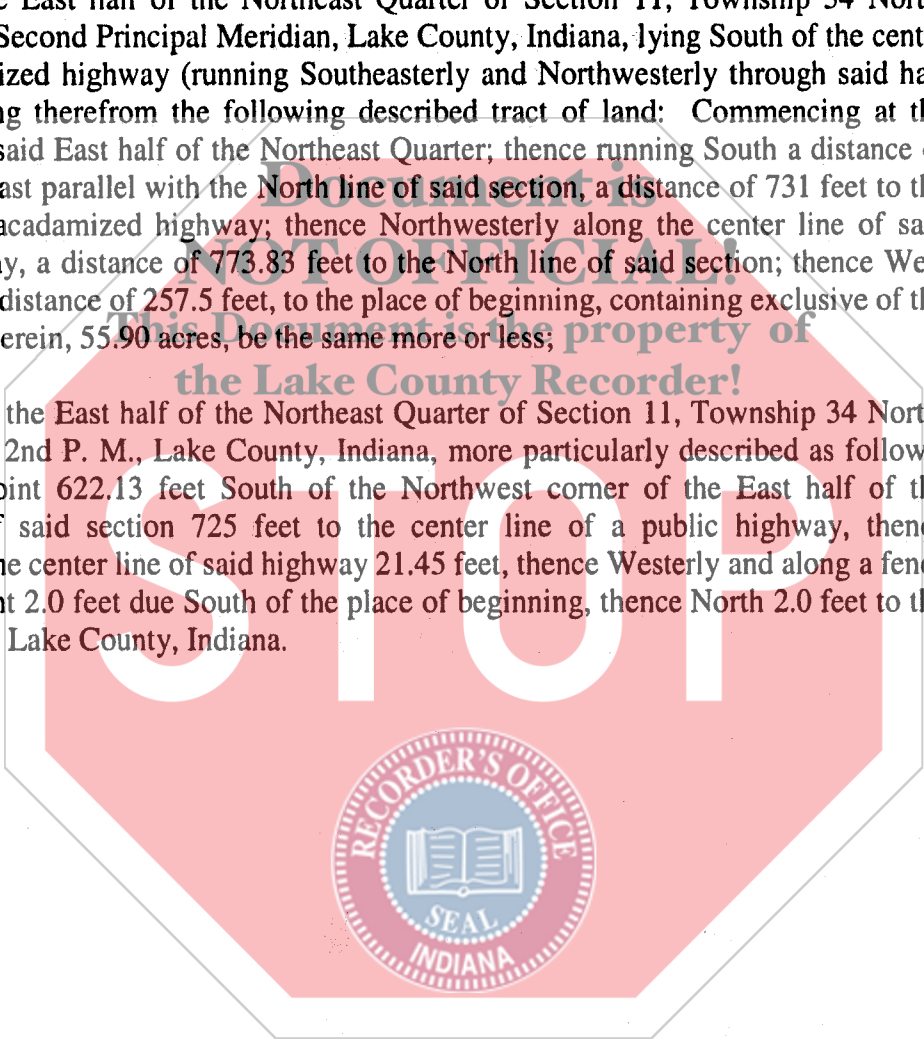 East half of the Northeast Quarter of Section 11, Township 34 Nort
Second Principal Meridian, Lake County, Indiana, lying South of the cent
ized highway (running Southeasterly and Northwesterly through said ha
ng therefrom the following described tract of land: Commencing at th
said East half of the Northeast Quarter; thence running South a distance
ast parallel with the North line of said section, a distance of 731 feet to th
acadamized highway; thence Northwesterly along the center line of sa
y, a distance of 773.83 feet to the North line of said section; thence We
distance of 257.5 feet, to the place of beginning, containing exclusive of th
erein, 55.90 acres, be the same more or less;
Document is
NOT OFFICIAL!
This Document is the property of
the Lake County Recorder!
the East half of the Northeast Quarter of Section 11, Township 34 Nort
2nd P. M., Lake County, Indiana, more particularly described as follow
oint 622.13 feet South of the Northwest corner of the East half of th
f said section 725 feet to the center line of a public highway, thenc
ne center line of said highway 21.45 feet, thence Westerly and along a fenc
nt 2.0 feet due South of the place of beginning, thence North 2.0 feet to th
Lake County, Indiana.
STOP
RECORDER'S OFFICE
SEAL
INDIANA